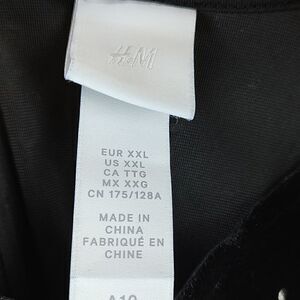 H&M
EUR XXL
US XXL
CA TTG
MX XXG
CN 175/128A
MADE IN
CHINA
FABRIQUÉ EN
CHINE